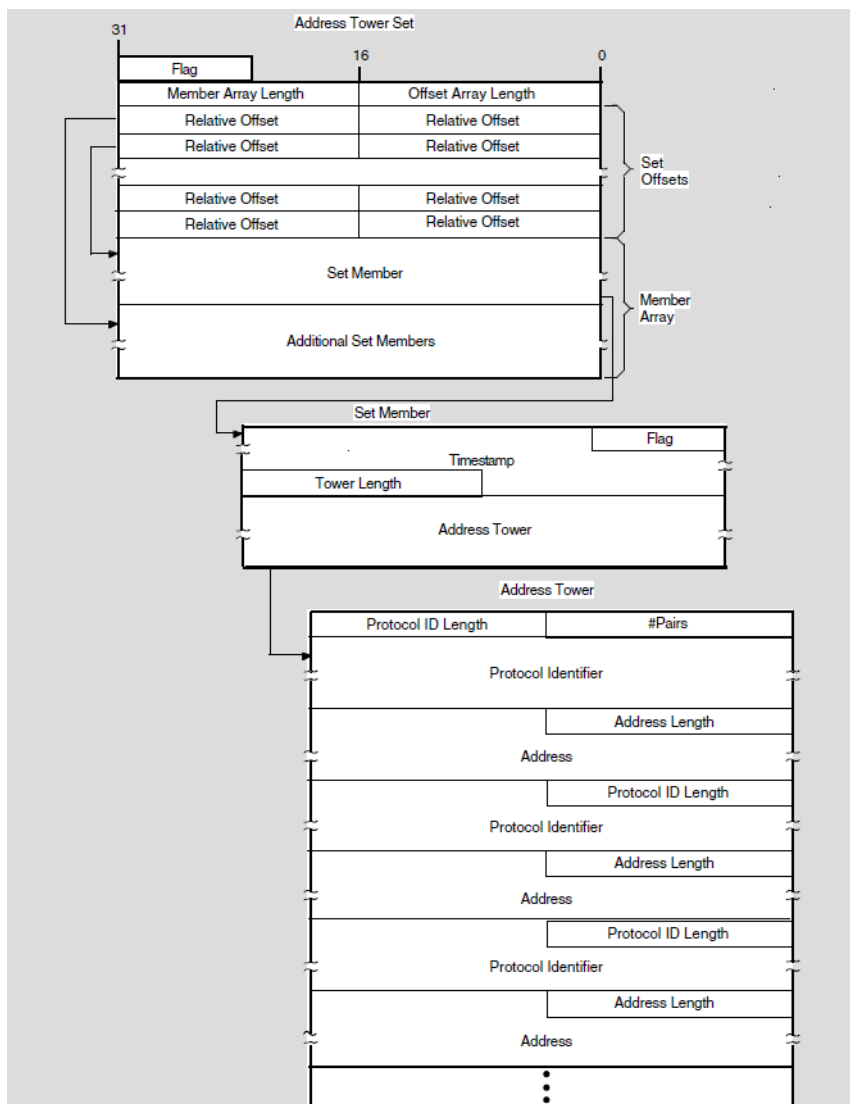 Address Tower Set
31
16
0
Flag
Member Array Length Offset Array Length
Relative Offset Relative Offset
Relative Offset Relative Offset
Set
Offsets
Relative Offset Relative Offset
Relative Offset Relative Offset
Set Member
Member
Array
Additional Set Members
Set Member
Flag
Timestamp
Tower Length
Address Tower
Address Tower
Protocol ID Length #Pairs
Protocol Identifier
Address Length
Address
Protocol ID Length
Protocol Identifier
Address Length
Address
Protocol ID Length
Protocol Identifier
Address Length
Address